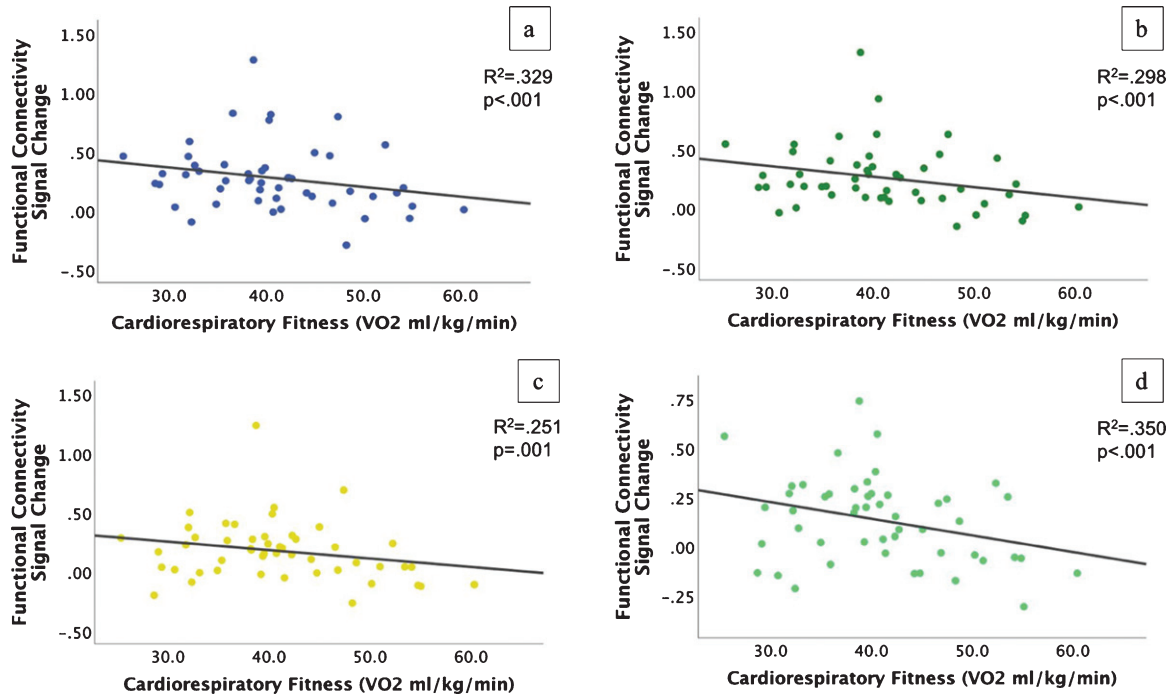 a
R²=.329
p<.001
1.50
1.00
.50
.00
-.50
Functional Connectivity
Signal Change
30.0 40.0 50.0 60.0
Cardiorespiratory Fitness (VO2 ml/kg/min)
b
R²=.298
p<.001
1.50
1.00
.50
.00
-.50
Functional Connectivity
Signal Change
30.0 40.0 50.0 60.0
Cardiorespiratory Fitness (VO2 ml/kg/min)
c
R²=.251
p=.001
1.50
1.00
.50
.00
-.50
Functional Connectivity
Signal Change
30.0 40.0 50.0 60.0
Cardiorespiratory Fitness (VO2 ml/kg/min)
d
R²=.350
p<.001
.75
.50
.25
.00
-.25
Functional Connectivity
Signal Change
30.0 40.0 50.0 60.0
Cardiorespiratory Fitness (VO2 ml/kg/min)